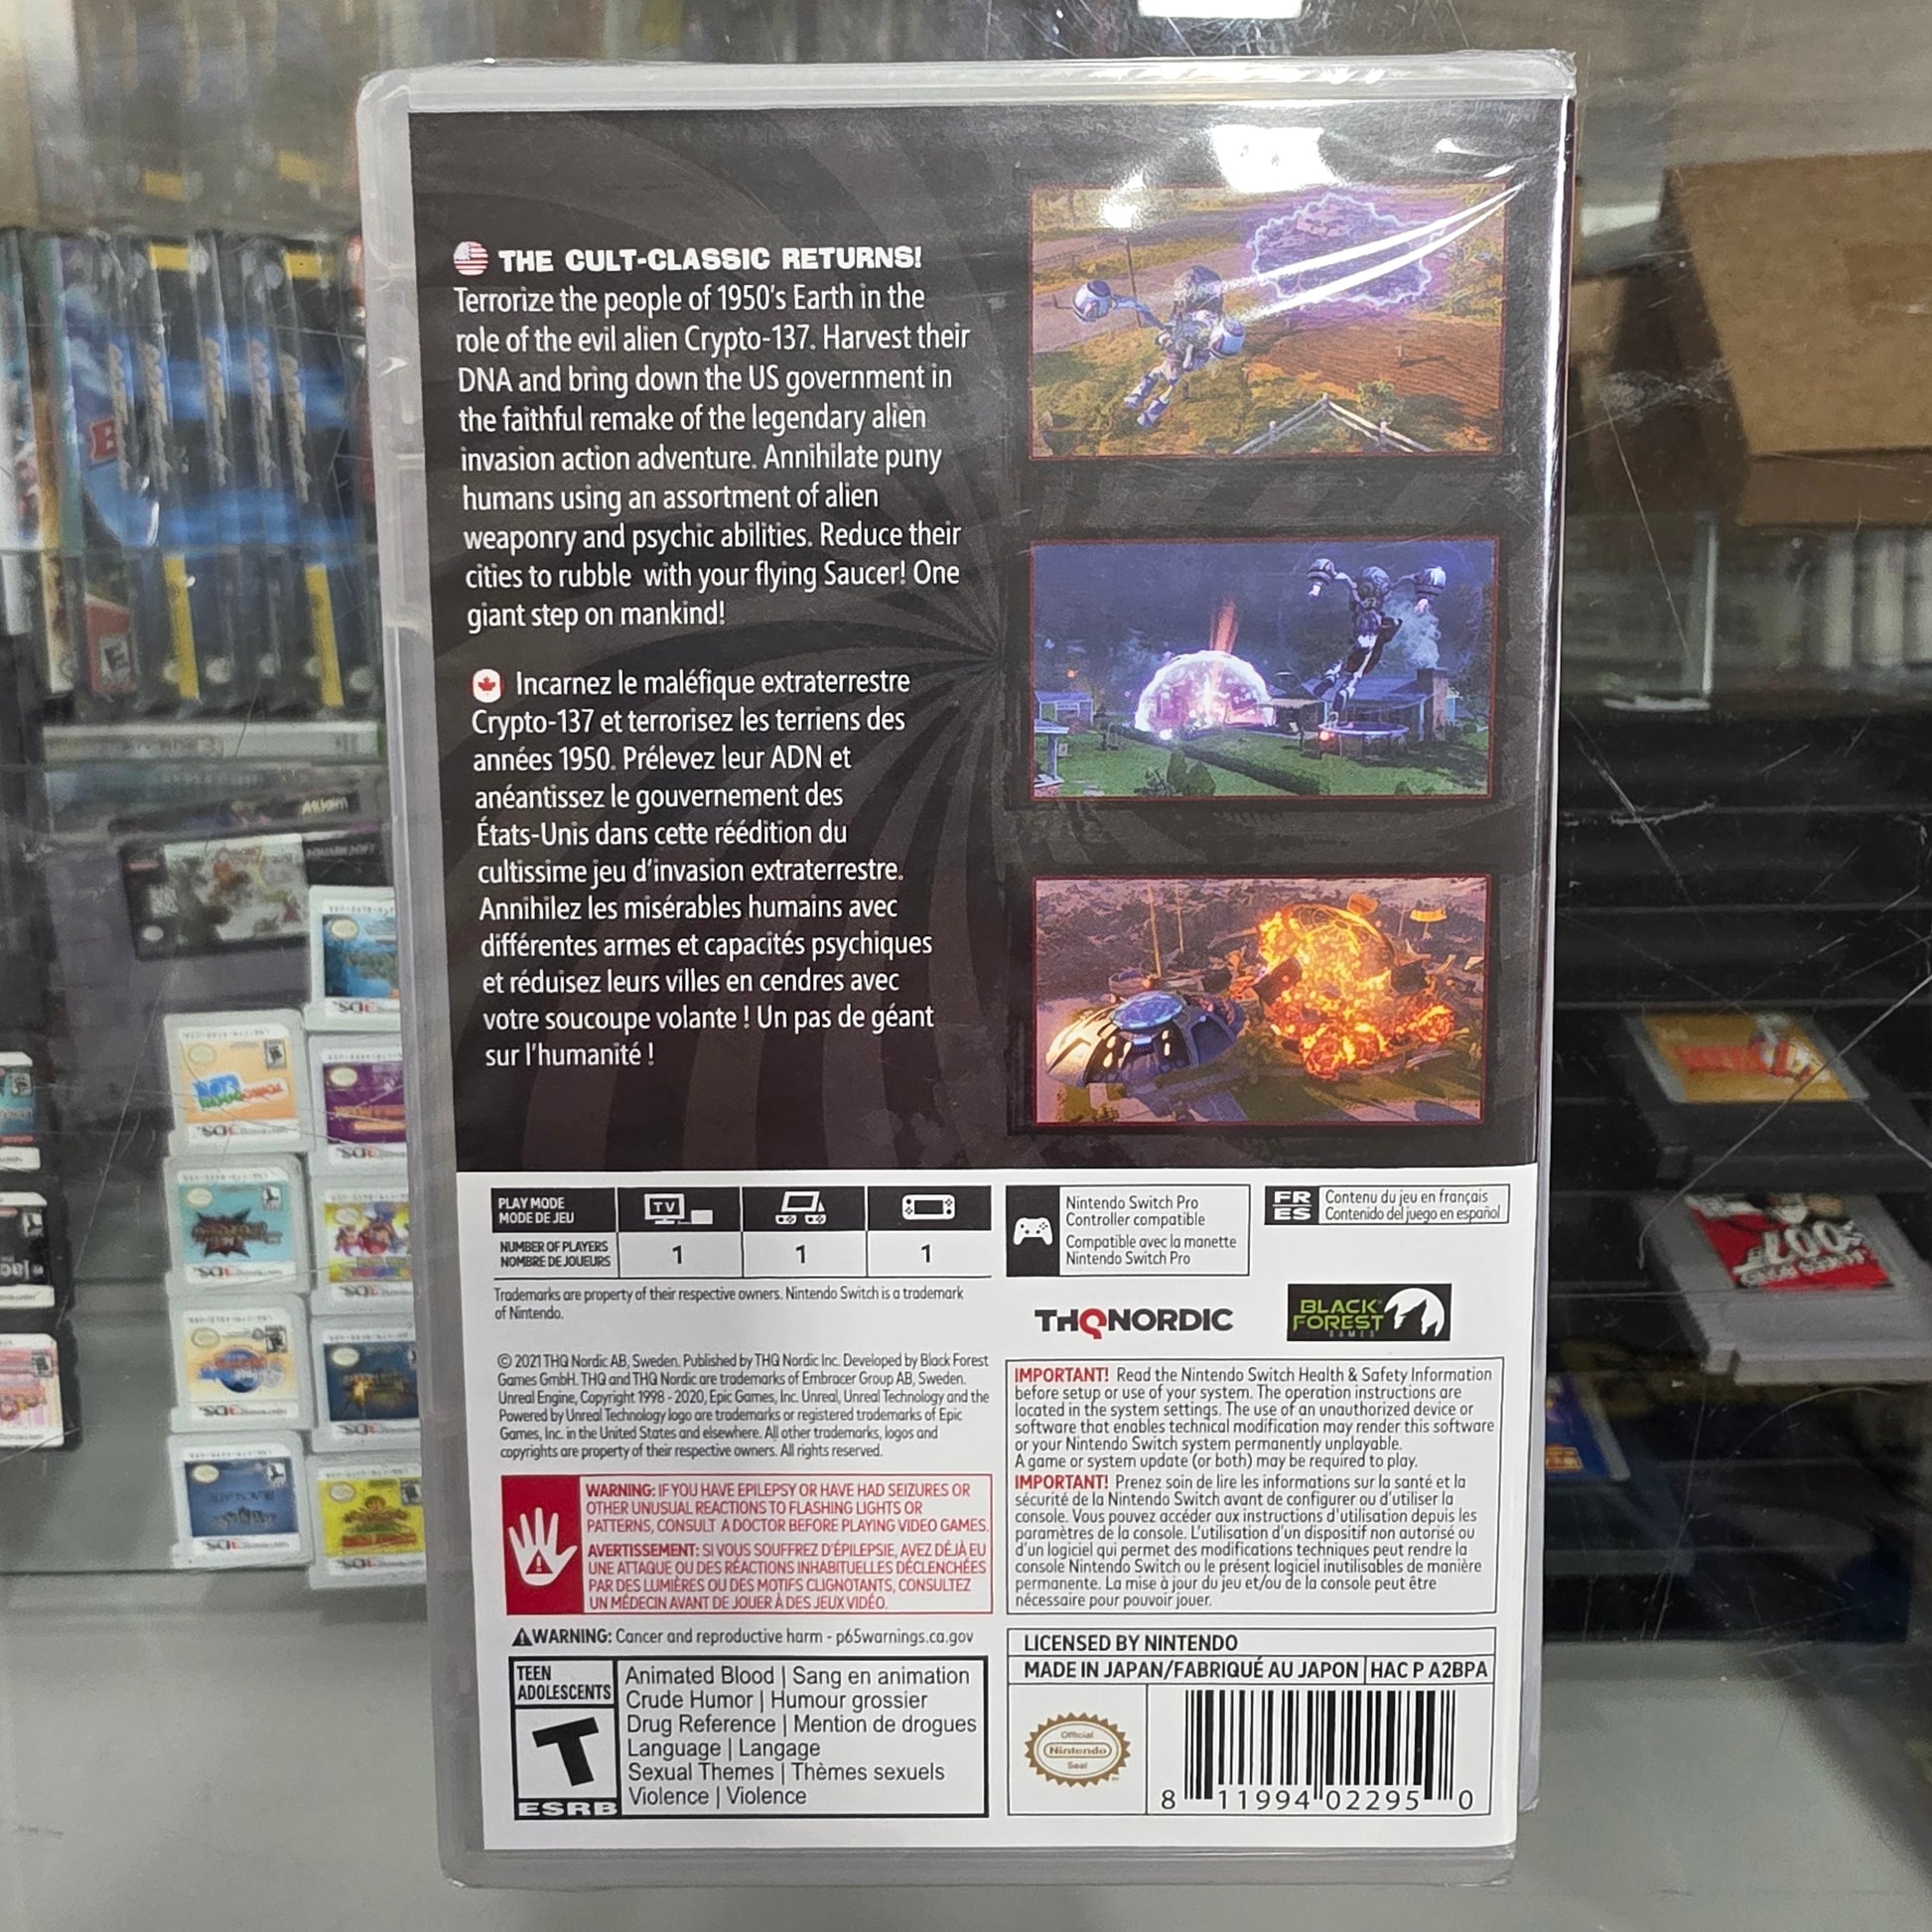 THE CULT-CLASSIC RETURNS!
Terrorize the people of 1950's Earth in the
role of the evil alien Crypto-137. Harvest their
DNA and bring down the US government in
the faithful remake of the legendary alien
invasion action adventure. Annihilate puny
humans using an assortment of alien
weaponry and psychic abilities. Reduce their
cities to rubble with your flying Saucer! One
giant step on mankind!
Incarnez le maléfique extraterrestre
Crypto-137 et terrorisez les terriens des
années 1950. Prélevez leur ADN et
anéantissez le gouvernement des
États-Unis dans cette réédition du
cultissime jeu d'invasion extraterrestre.
Annihilez les misérables humains avec
différentes armes et capacités psychiques
et réduisez leurs villes en cendres avec
votre soucoupe volante ! Un pas de géant
sur l'humanité !
PLAY MODE
MODE DE JEU
TV
NUMBER OF PLAYERS
NOMBRE DE JOUEURS
1 1 1
Nintendo Switch Pro
Controller compatible
Compatible avec la manette
Nintendo Switch Pro
FR
ES
Contenu du jeu en français
Contenido del juego en español
Trademarks are property of their respective owners. Nintendo Switch is a trademark
of Nintendo.
THQNORDIC
BLACK
FOREST
GAMES
© 2021 THQ Nordic AB, Sweden. Published by THQ Nordic Inc. Developed by Black Forest
Games GmbH. THQ and THQ Nordic are trademarks of Embracer Group AB, Sweden.
Unreal Engine, Copyright 1998 - 2020, Epic Games, Inc. Unreal, Unreal Technology and the
Powered by Unreal Technology logo are trademarks or registered trademarks of Epic
Games, Inc. in the United States and elsewhere. All other trademarks, logos and
copyrights are property of their respective owners. All rights reserved.
IMPORTANT! Read the Nintendo Switch Health & Safety Information
before setup or use of your system. The operation instructions are
located in the system settings. The use of an unauthorized device or
software that enables technical modification may render this software
or your Nintendo Switch system permanently unplayable.
A game or system update (or both) may be required to play.
IMPORTANT! Prenez soin de lire les informations sur la santé et la
sécurité de la Nintendo Switch avant de configurer ou d'utiliser la
console. Vous pouvez accéder aux instructions d'utilisation depuis les
paramètres de la console. L'utilisation d'un dispositif non autorisé ou
d'un logiciel qui permet des modifications techniques peut rendre la
console Nintendo Switch ou le présent logiciel inutilisables de manière
permanente. La mise à jour du jeu et/ou de la console peut être
nécessaire pour pouvoir jouer.
WARNING: IF YOU HAVE EPILEPSY OR HAVE HAD SEIZURES OR
OTHER UNUSUAL REACTIONS TO FLASHING LIGHTS OR
PATTERNS, CONSULT A DOCTOR BEFORE PLAYING VIDEO GAMES.
AVERTISSEMENT: SI VOUS SOUFFREZ D'ÉPILEPSIE, AVEZ DÉJÀ EU
UNE ATTAQUE OU DES RÉACTIONS INHABITUELLES DÉCLENCHÉES
PAR DES LUMIÈRES OU DES MOTIFS CLIGNOTANTS, CONSULTEZ
UN MÉDECIN AVANT DE JOUER À DES JEUX VIDÉO.
WARNING: Cancer and reproductive harm - p65warnings.ca.gov
TEEN
ADOLESCENTS
T
ESRB
Animated Blood | Sang en animation
Crude Humor | Humour grossier
Drug Reference | Mention de drogues
Language | Langage
Sexual Themes | Thèmes sexuels
Violence | Violence
LICENSED BY NINTENDO
MADE IN JAPAN/FABRIQUÉ AU JAPON HAC P A2BPA
Official
Nintendo
Seal
8 11994 02295 0